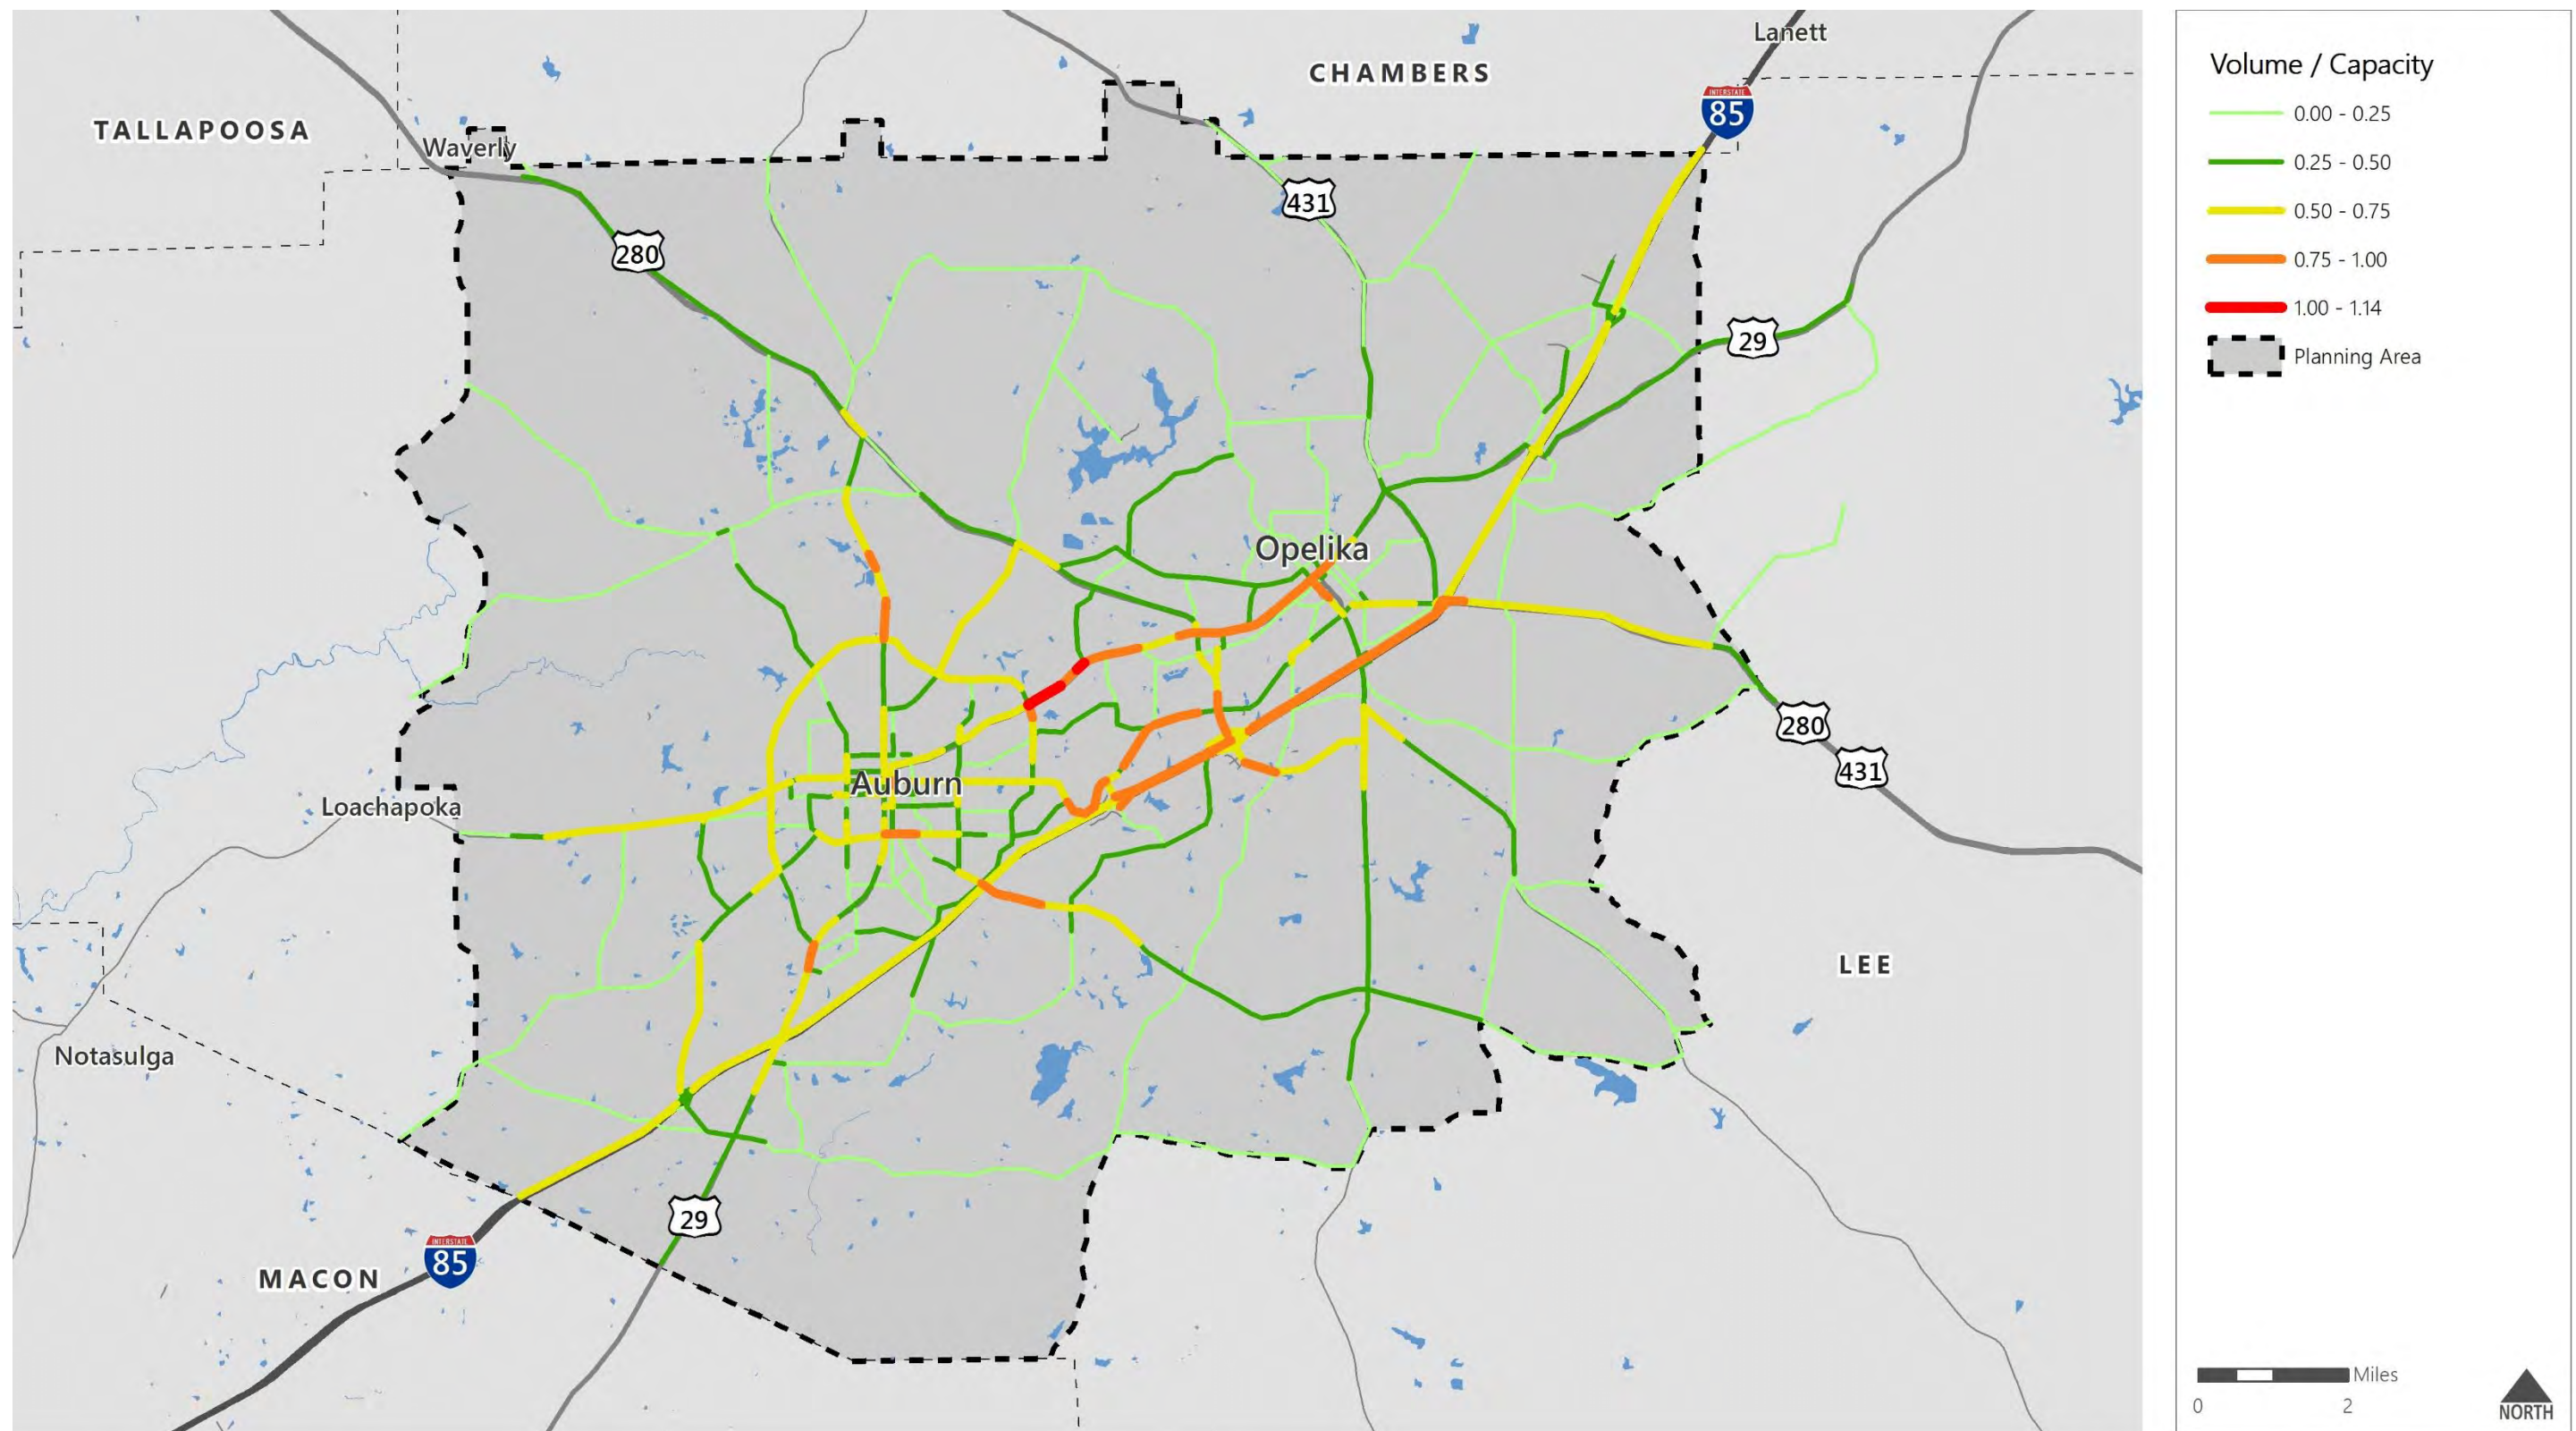 Lanett
CHAMBERS
INTERSTATE
85
TALLAPOOSA
Waverly
431
280
29
Opelika
280
431
Auburn
Loachapoka
LEE
Notasulga
29
INTERSTATE
85
MACON
Volume / Capacity
0.00 - 0.25
0.25 - 0.50
0.50 - 0.75
0.75 - 1.00
1.00 - 1.14
Planning Area
Miles
0 2
NORTH